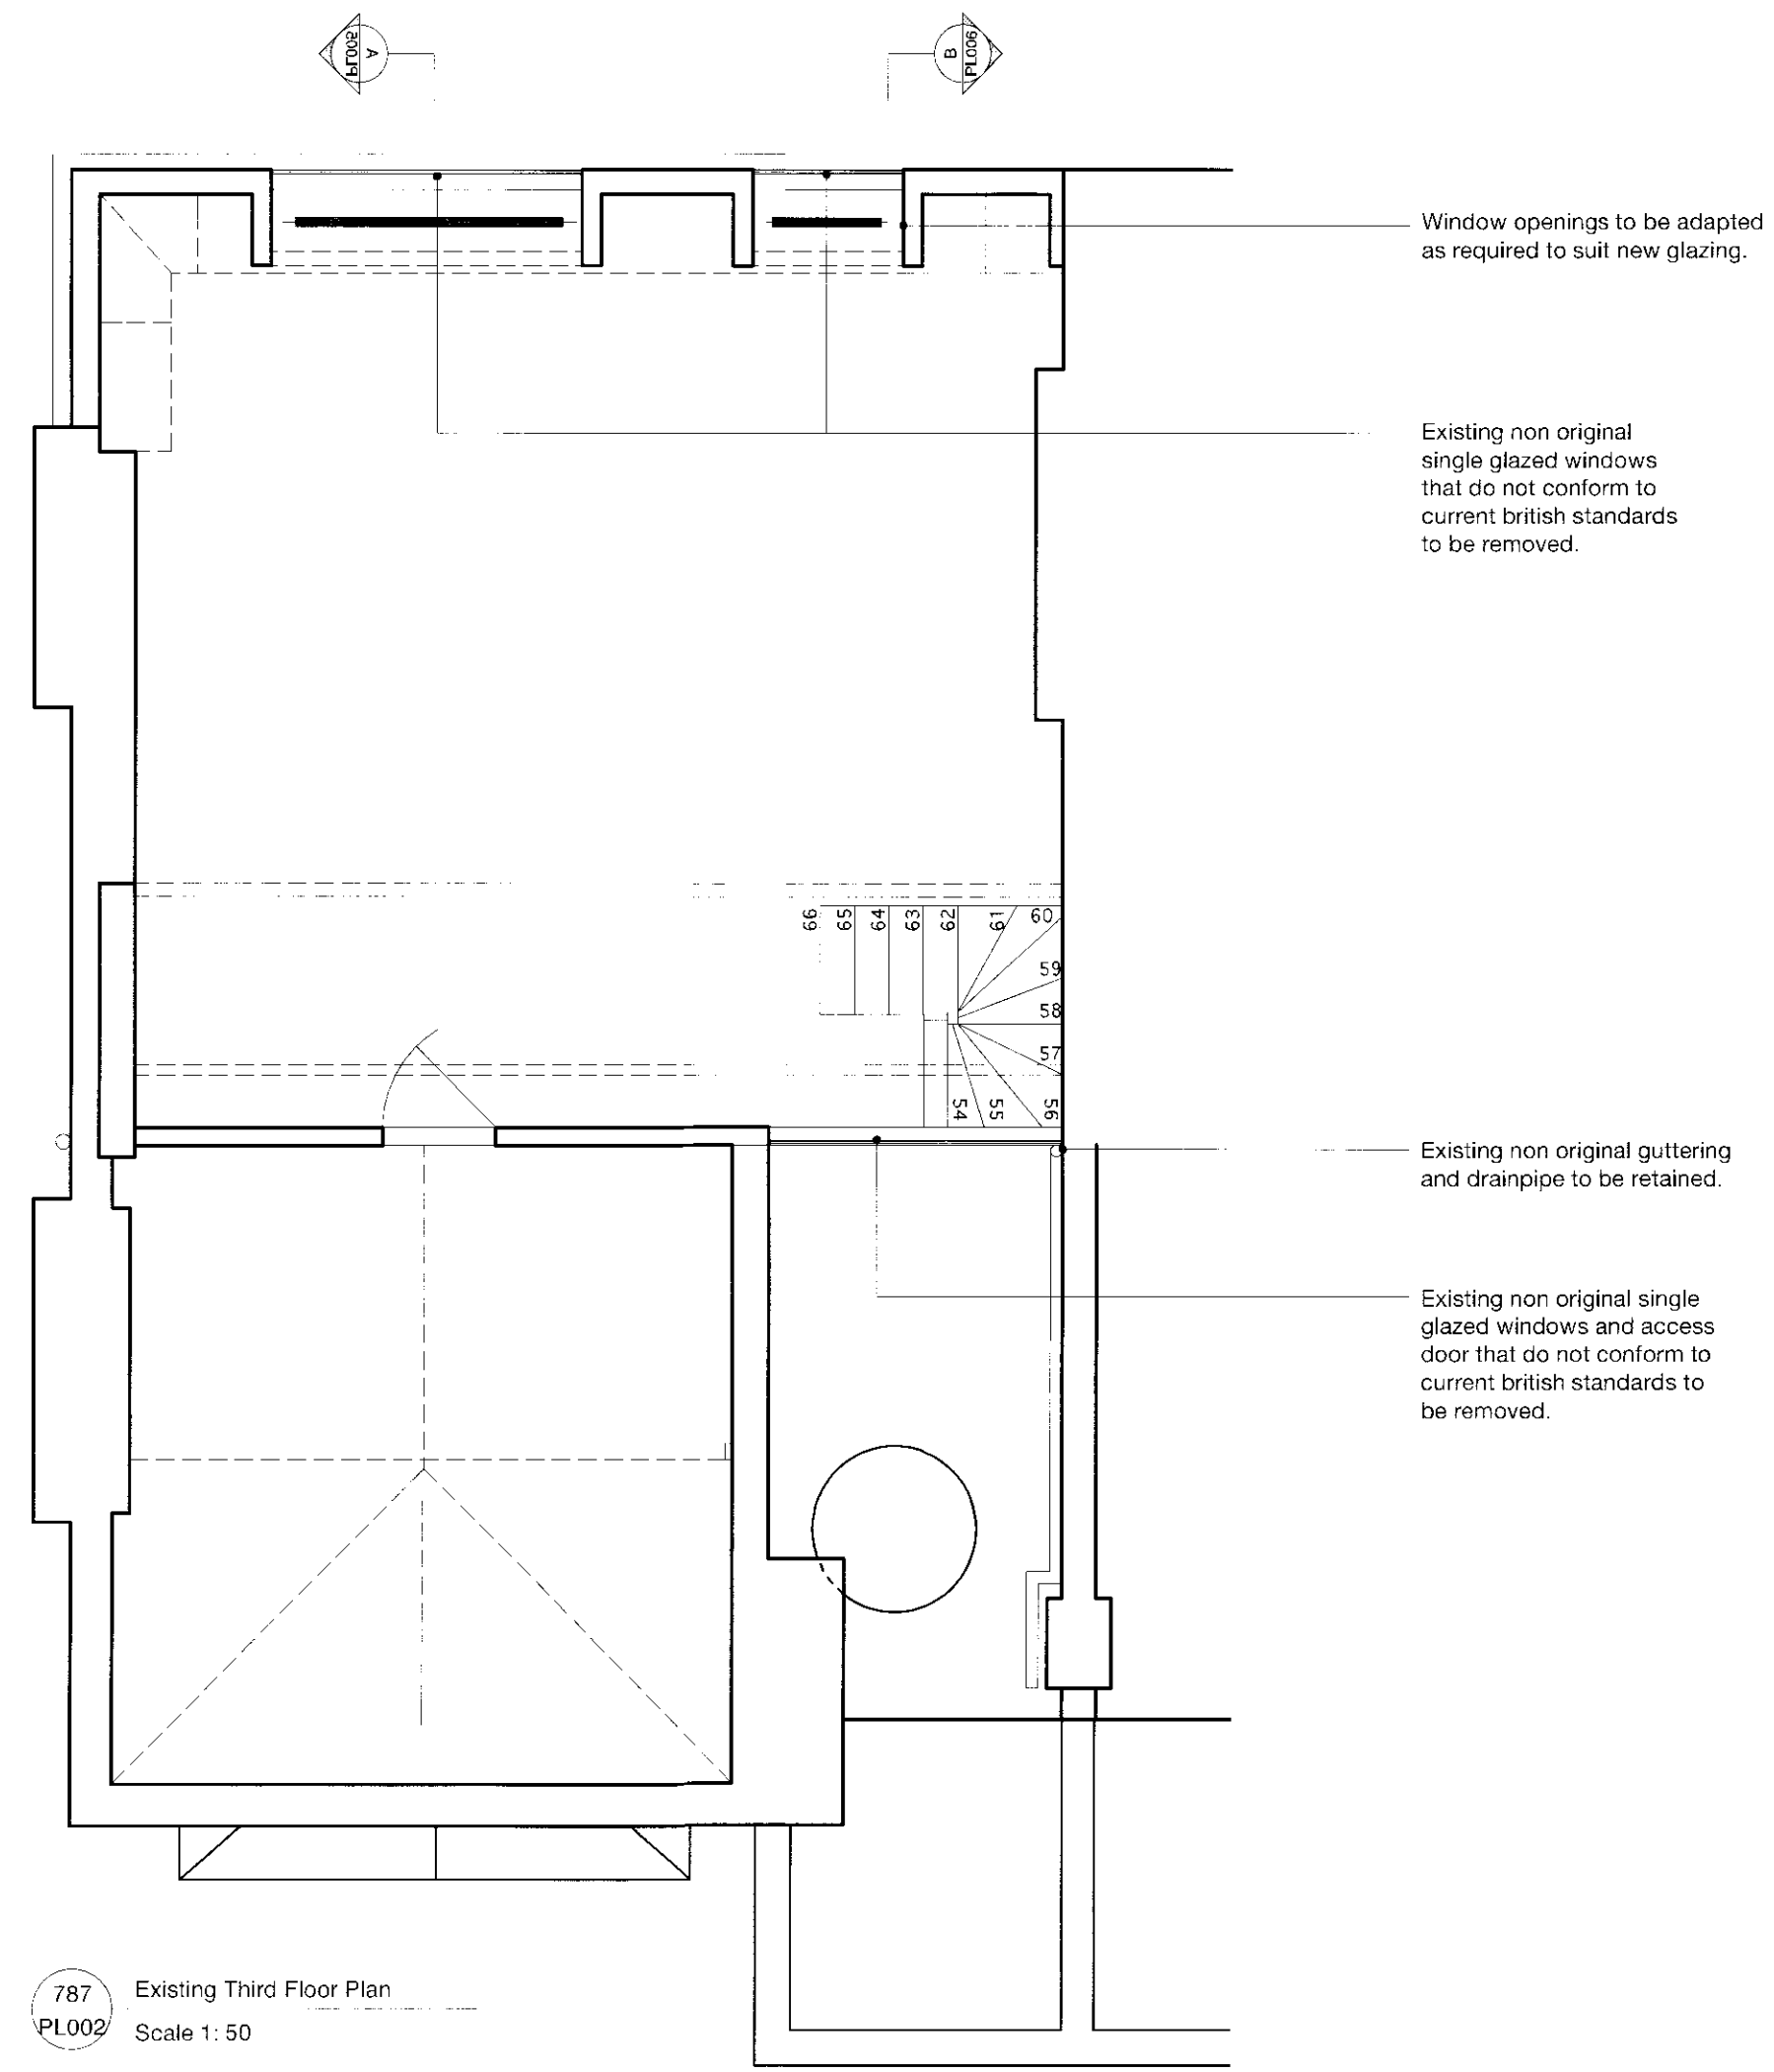 PL005
A
B
PL006
Window openings to be adapted
as required to suit new glazing.
Existing non original
single glazed windows
that do not conform to
current british standards
to be removed.
66
65
64
63
62
61
60
59
58
57
56
55
54
Existing non original guttering
and drainpipe to be retained.
Existing non original single
glazed windows and access
door that do not conform to
current british standards to
be removed.
787
PL002
Existing Third Floor Plan
Scale 1: 50